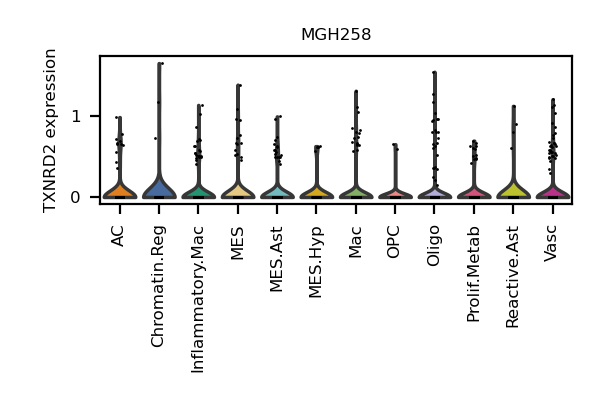 MGH258
TXNRD2 expression
1
0
AC
Chromatin.Reg
Inflammatory.Mac
MES
MES.Ast
MES.Hyp
Mac
OPC
Oligo
Prolif.Metab
Reactive.Ast
Vasc